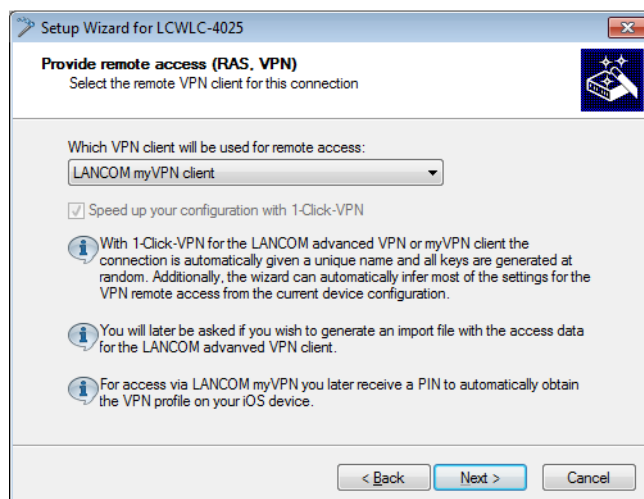 Setup Wizard for LCWLC-4025
Provide remote access (RAS, VPN)
Select the remote VPN client for this connection
Which VPN client will be used for remote access:
LANCOM myVPN client
Speed up your configuration with 1-Click-VPN
With 1-Click-VPN for the LANCOM advanced VPN or myVPN client the
connection is automatically given a unique name and all keys are generated at
random. Additionally, the wizard can automatically infer most of the settings for the
VPN remote access from the current device configuration.
You will later be asked if you wish to generate an import file with the access data
for the LANCOM advanved VPN client.
For access via LANCOM myVPN you later receive a PIN to automatically obtain
the VPN profile on your iOS device.
< Back Next > Cancel